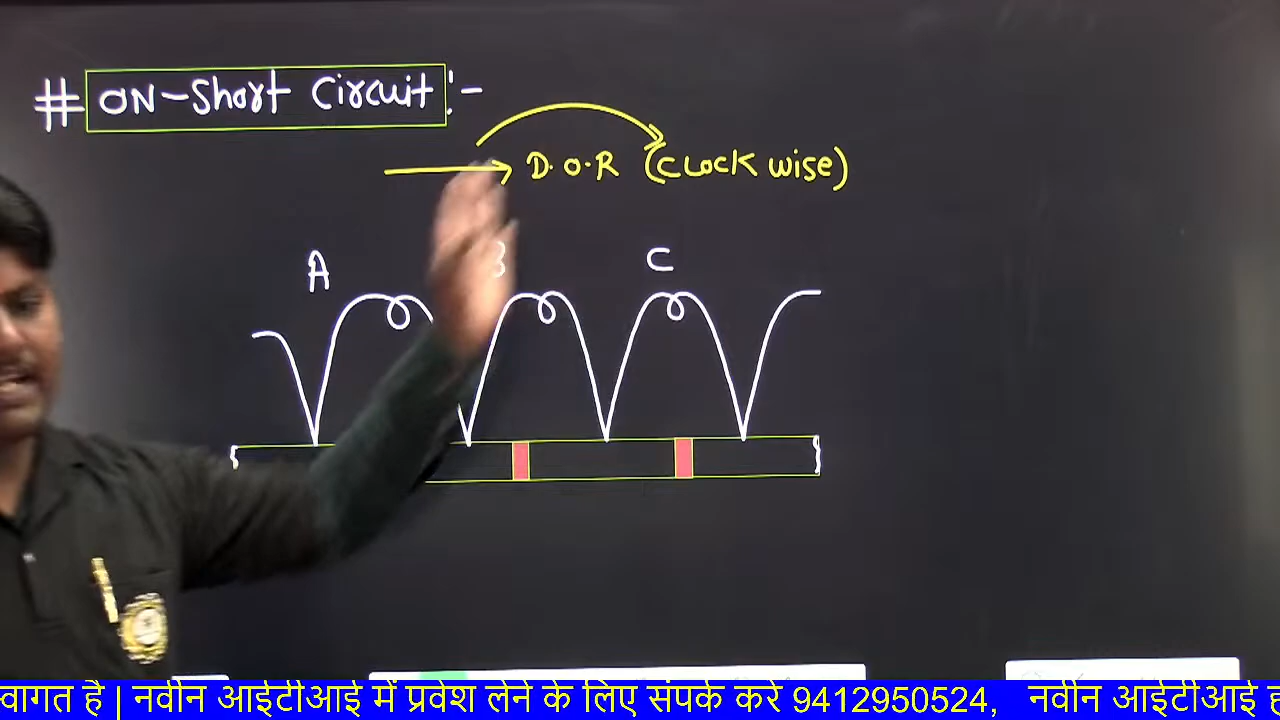 # ON-Short Circuit :-
D.O.R (CLOCK wise)
A B C
वागत है | नवीन आईटीआई में प्रवेश लेने के लिए संपर्क करें 9412950524, नवीन आईटीआई ह